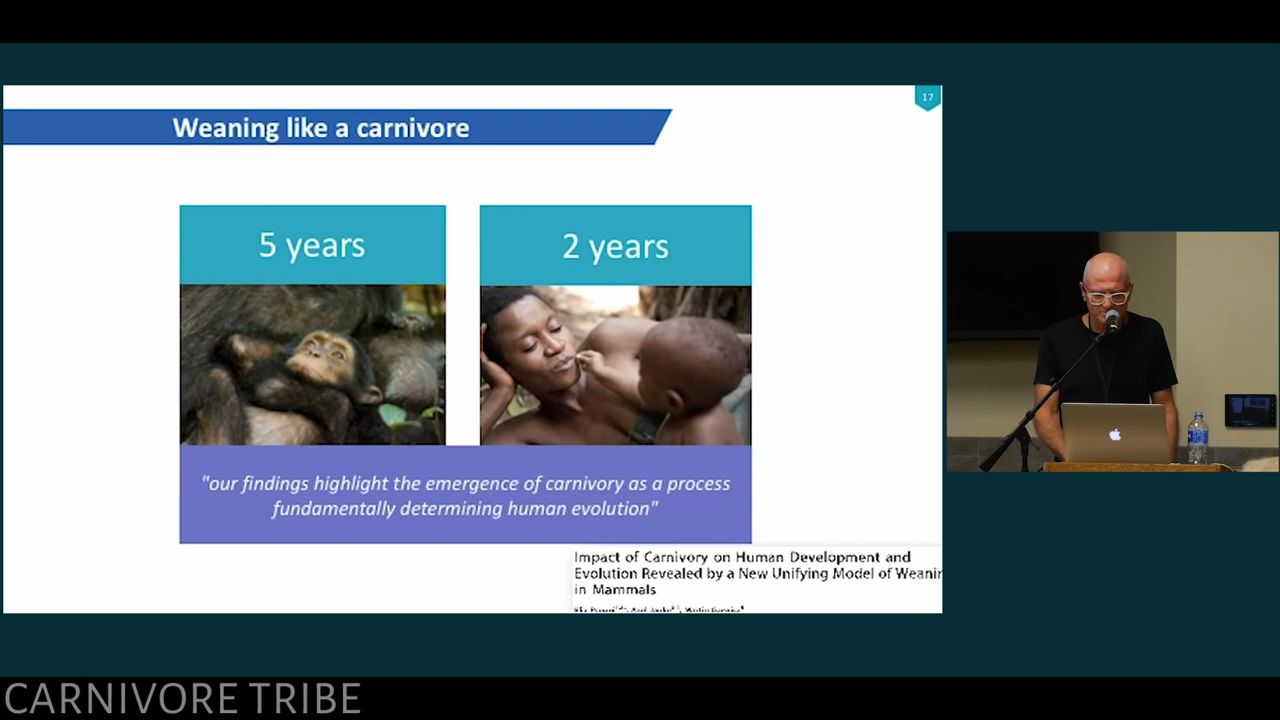 17
Weaning like a carnivore
5 years
2 years
"our findings highlight the emergence of carnivory as a process
fundamentally determining human evolution"
Impact of Carnivory on Human Development and
Evolution Revealed by a New Unifying Model of Weanin
in Mammals
CARNIVORE TRIBE